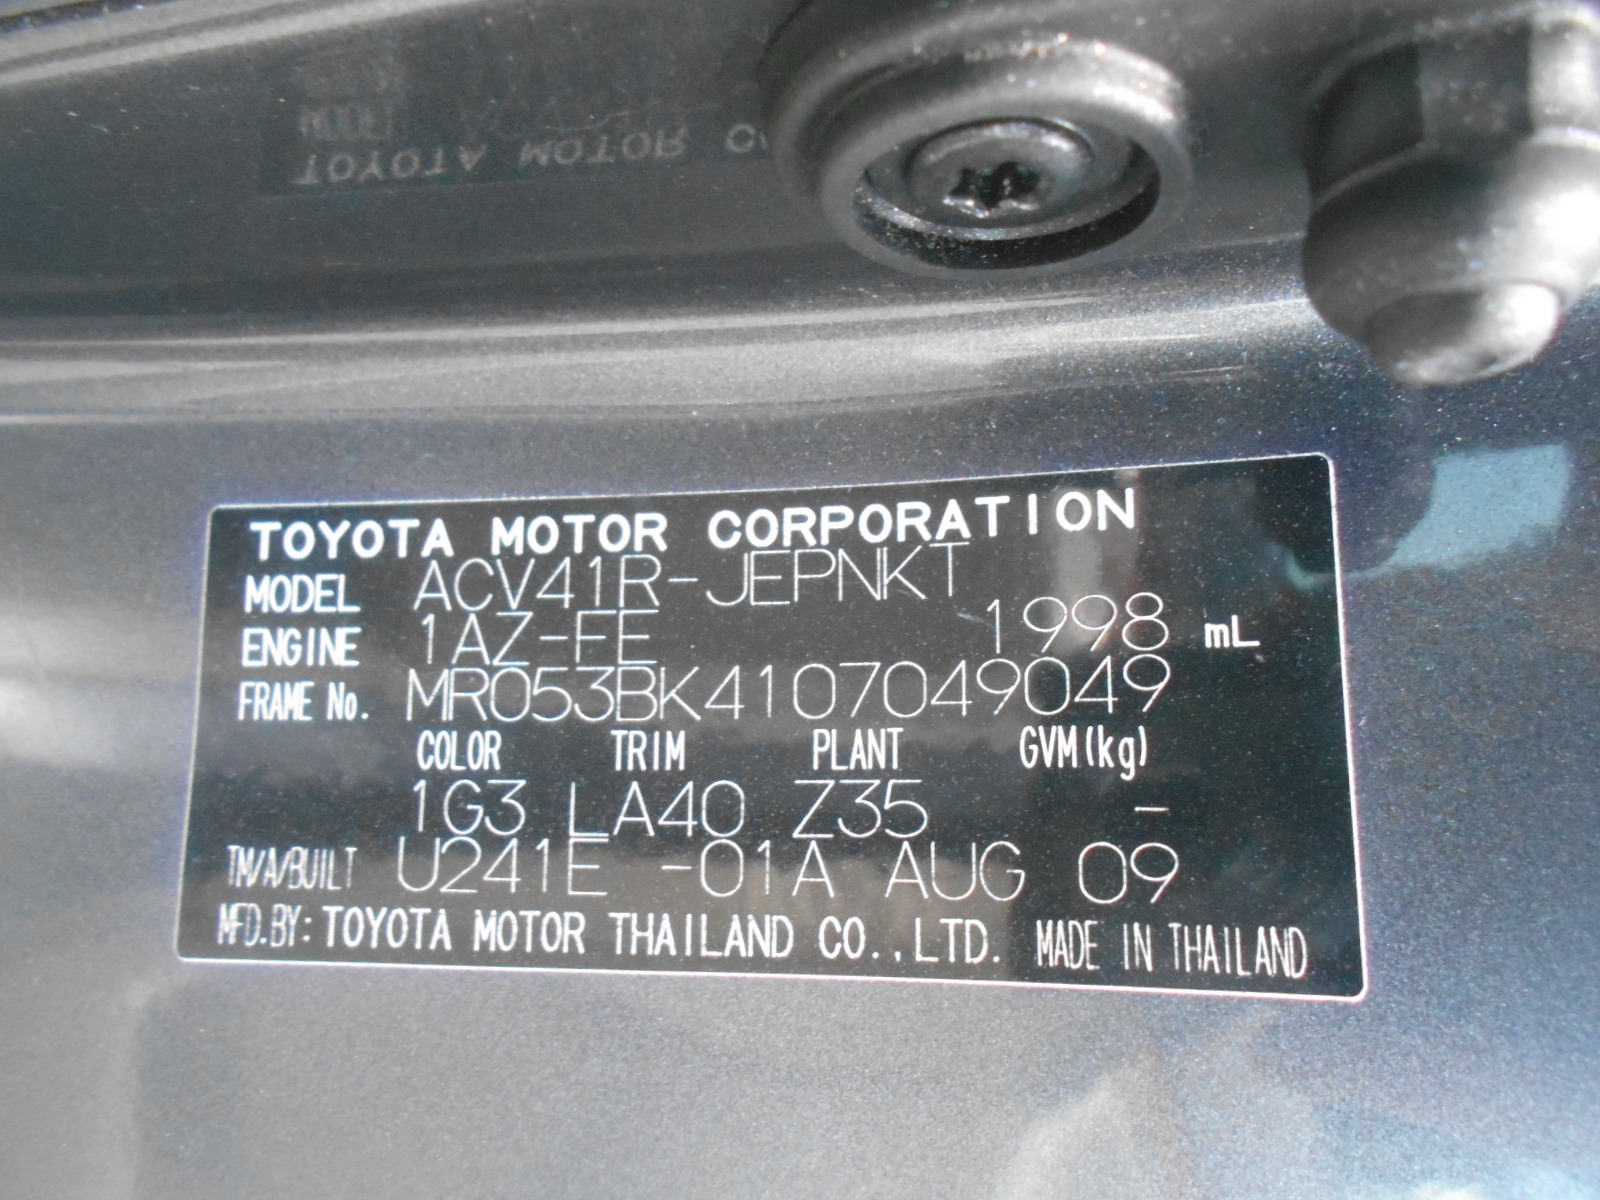 TOYOTA MOTOR CORPORATION
MODEL ACV41R-JEPNKT
ENGINE 1AZ-FE 1998 mL
FRAME No. MR053BK4107049049
COLOR TRIM PLANT GVM(kg)
1G3 LA40 Z35 -
TM/A/BUILT U241E -01A AUG 09
MFD.BY: TOYOTA MOTOR THAILAND CO.,LTD. MADE IN THAILAND